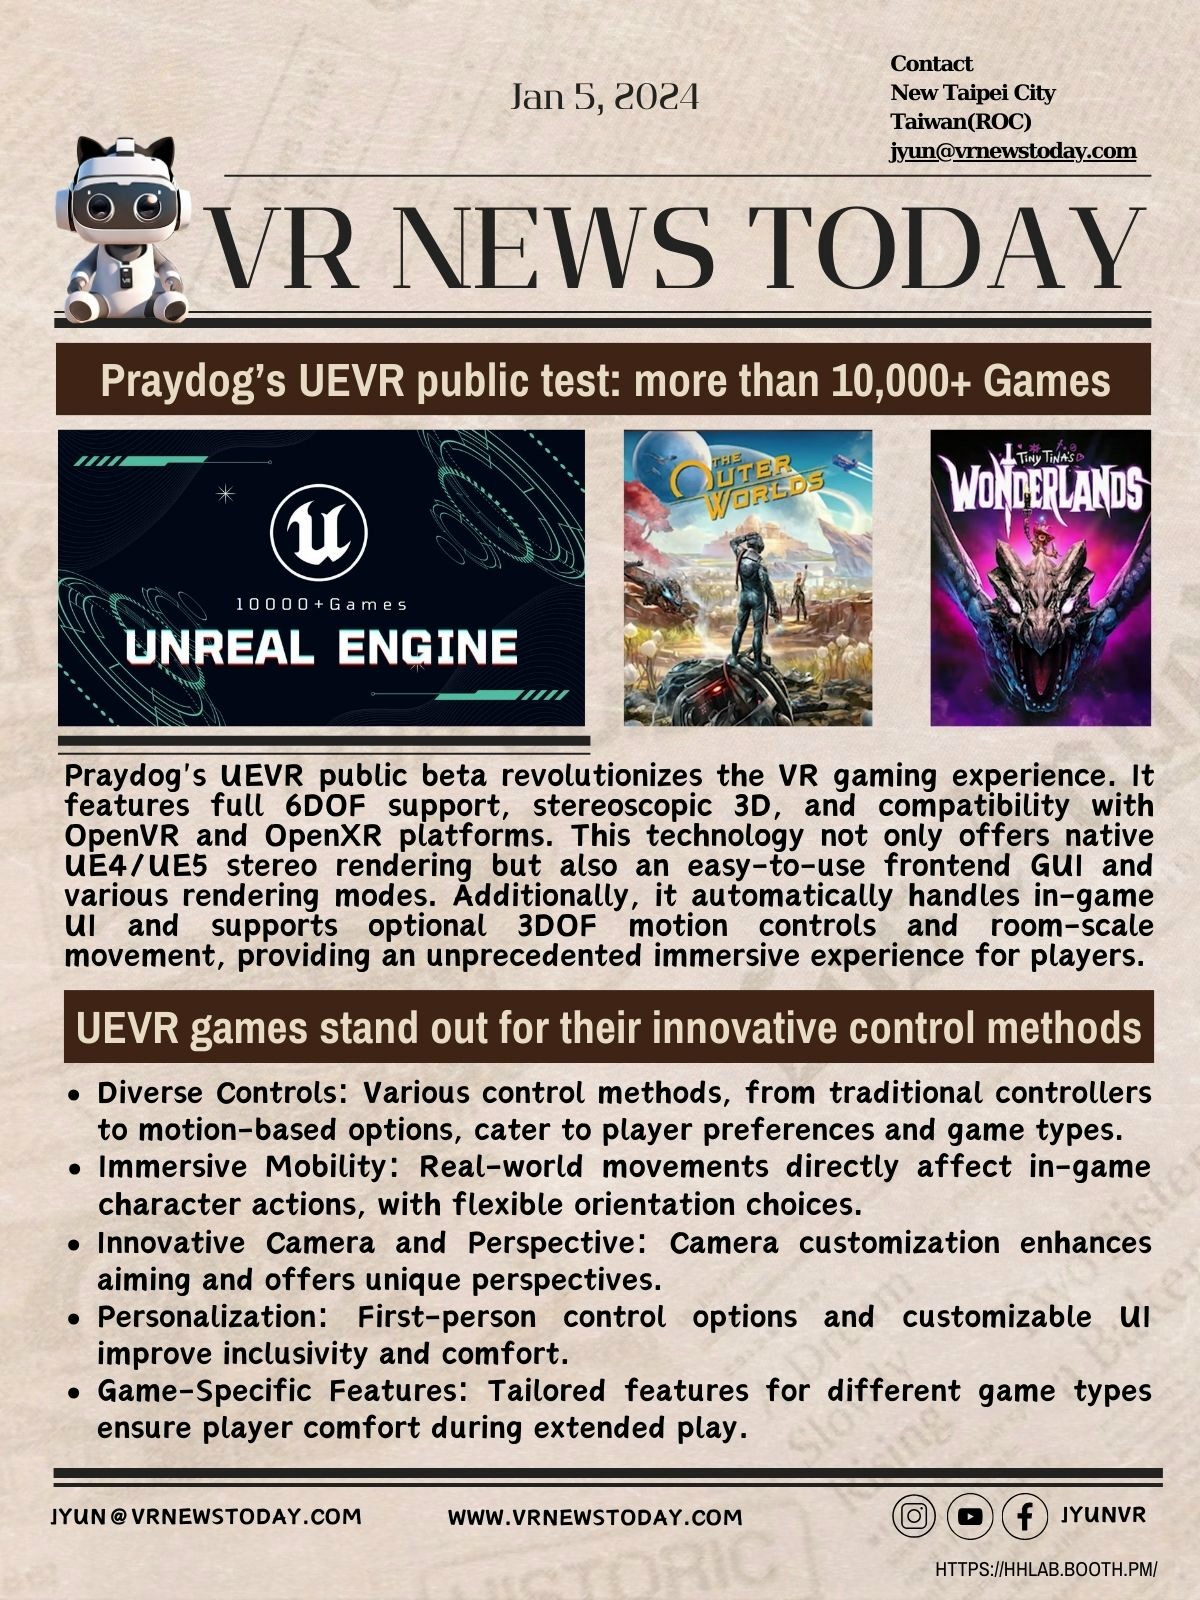 Jan 5, 2024
Contact
New Taipei City
Taiwan(ROC)
jyun@vrnewstoday.com
VR NEWS TODAY
Praydog's UEVR public test: more than 10,000+ Games
10000+Games
UNREAL ENGINE
THE
OUTER
WORLDS
TINY TINA'S
WONDERLANDS
Praydog's UEVR public beta revolutionizes the VR gaming experience. It
features full 6DOF support, stereoscopic 3D, and compatibility with
OpenVR and OpenXR platforms. This technology not only offers native
UE4/UE5 stereo rendering but also an easy-to-use frontend GUI and
various rendering modes. Additionally, it automatically handles in-game
UI and supports optional 3DOF motion controls and room-scale
movement, providing an unprecedented immersive experience for players.
UEVR games stand out for their innovative control methods
• Diverse Controls: Various control methods, from traditional controllers
to motion-based options, cater to player preferences and game types.
• Immersive Mobility: Real-world movements directly affect in-game
character actions, with flexible orientation choices.
• Innovative Camera and Perspective: Camera customization enhances
aiming and offers unique perspectives.
• Personalization: First-person control options and customizable UI
improve inclusivity and comfort.
• Game-Specific Features: Tailored features for different game types
ensure player comfort during extended play.
JYUN@VRNEWSTODAY.COM
WWW.VRNEWSTODAY.COM
JYUNVR
HTTPS://HHLAB.BOOTH.PM/